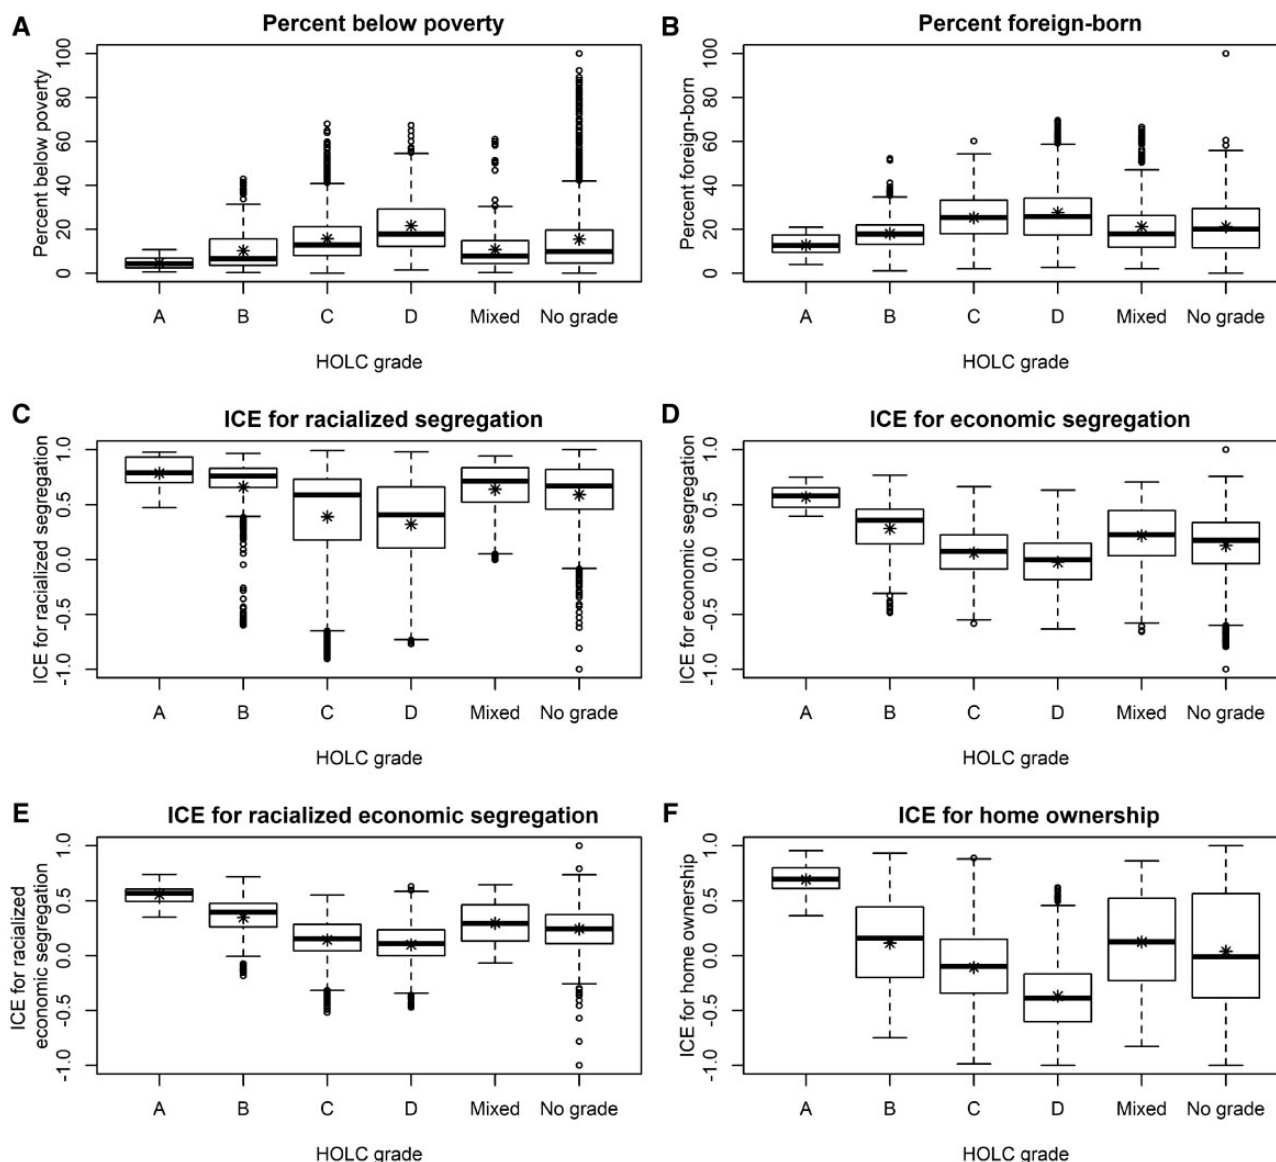 A Percent below poverty
Percent below poverty
100
80
60
40
20
0
A B C D Mixed No grade
HOLC grade
B Percent foreign-born
Percent foreign-born
100
80
60
40
20
0
A B C D Mixed No grade
HOLC grade
C ICE for racialized segregation
ICE for racialized segregation
1.0
0.5
0.0
-0.5
-1.0
A B C D Mixed No grade
HOLC grade
D ICE for economic segregation
ICE for economic segregation
1.0
0.5
0.0
-0.5
-1.0
A B C D Mixed No grade
HOLC grade
E ICE for racialized economic segregation
ICE for racialized
economic segregation
1.0
0.5
0.0
-0.5
-1.0
A B C D Mixed No grade
HOLC grade
F ICE for home ownership
ICE for home ownership
1.0
0.5
0.0
-0.5
-1.0
A B C D Mixed No grade
HOLC grade